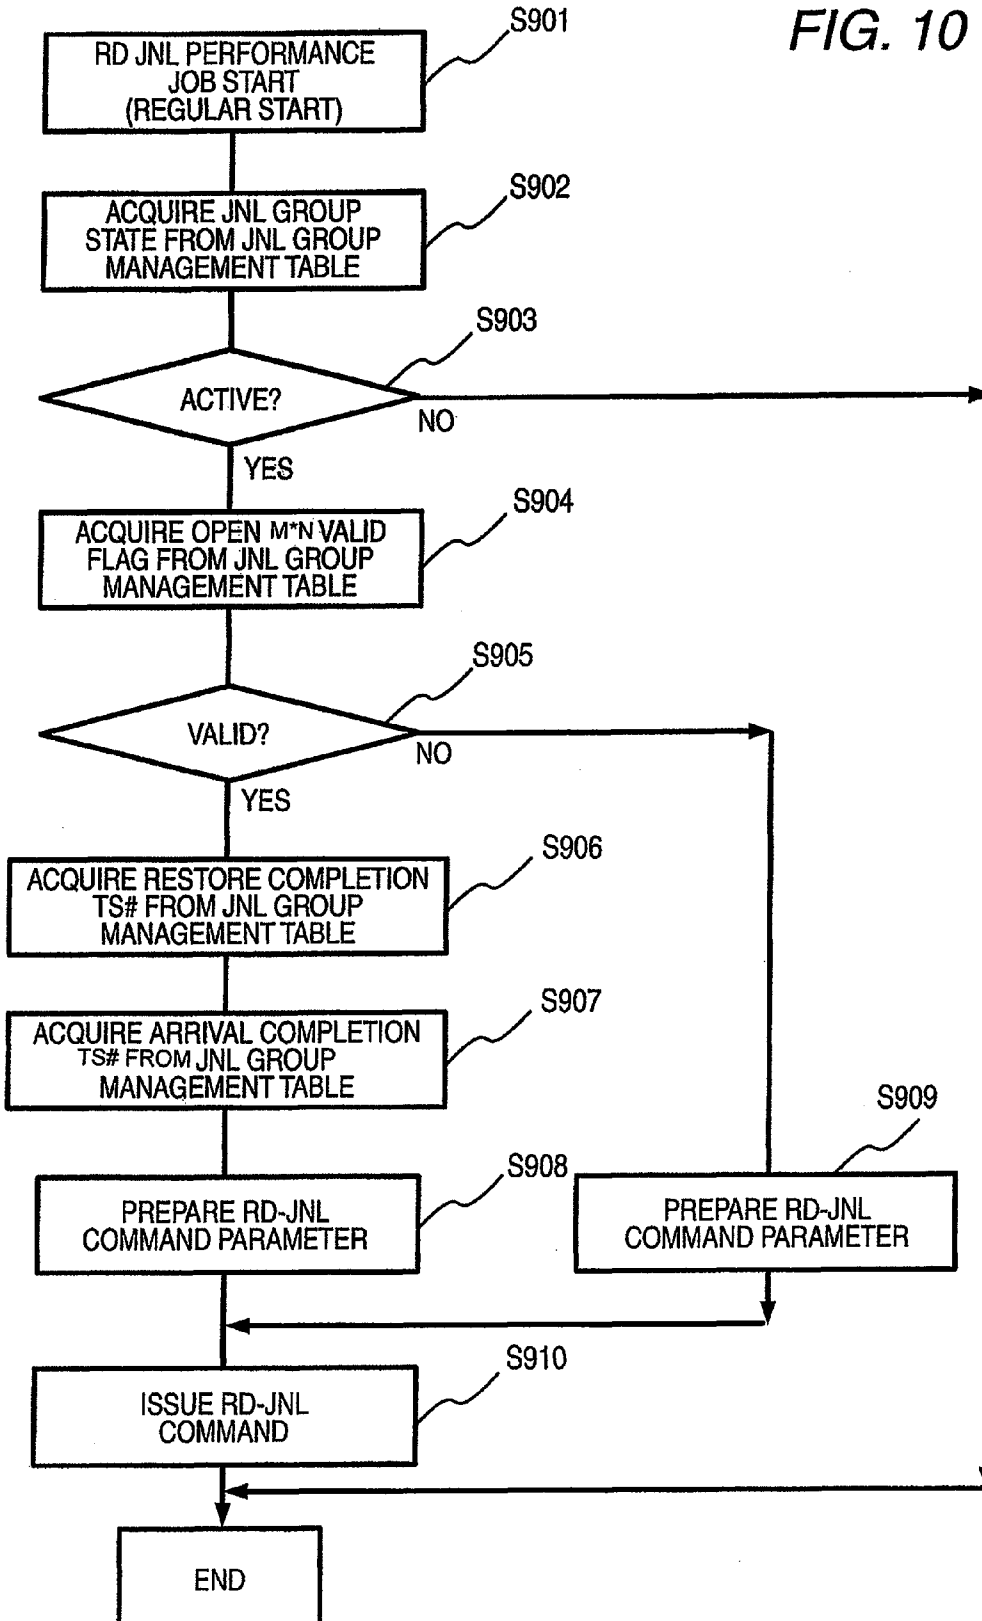 FIG. 10
S901
RD JNL PERFORMANCE
JOB START
(REGULAR START)
S902
ACQUIRE JNL GROUP
STATE FROM JNL GROUP
MANAGEMENT TABLE
S903
ACTIVE?
NO
YES
S904
ACQUIRE OPEN M*N VALID
FLAG FROM JNL GROUP
MANAGEMENT TABLE
S905
VALID?
NO
YES
S906
ACQUIRE RESTORE COMPLETION
TS# FROM JNL GROUP
MANAGEMENT TABLE
S907
ACQUIRE ARRIVAL COMPLETION
TS# FROM JNL GROUP
MANAGEMENT TABLE
S908
PREPARE RD-JNL
COMMAND PARAMETER
S909
PREPARE RD-JNL
COMMAND PARAMETER
S910
ISSUE RD-JNL
COMMAND
END